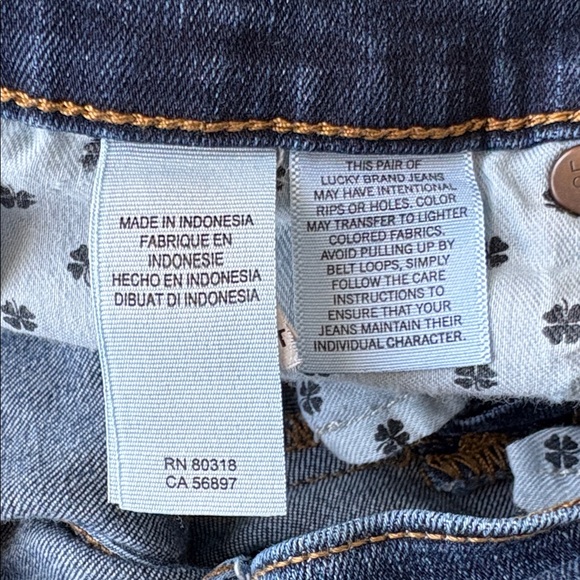 MADE IN INDONESIA
FABRIQUE EN
INDONESIE
HECHO EN INDONESIA
DIBUAT DI INDONESIA
RN 80318
CA 56897
THIS PAIR OF
LUCKY BRAND JEANS
MAY HAVE INTENTIONAL
RIPS OR HOLES. COLOR
MAY TRANSFER TO LIGHTER
COLORED FABRICS.
AVOID PULLING UP BY
BELT LOOPS, SIMPLY
FOLLOW THE CARE
INSTRUCTIONS TO
ENSURE THAT YOUR
JEANS MAINTAIN THEIR
INDIVIDUAL CHARACTER.